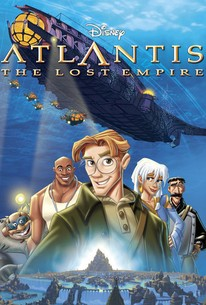 Disney
ATLANTIS
THE LOST EMPIRE